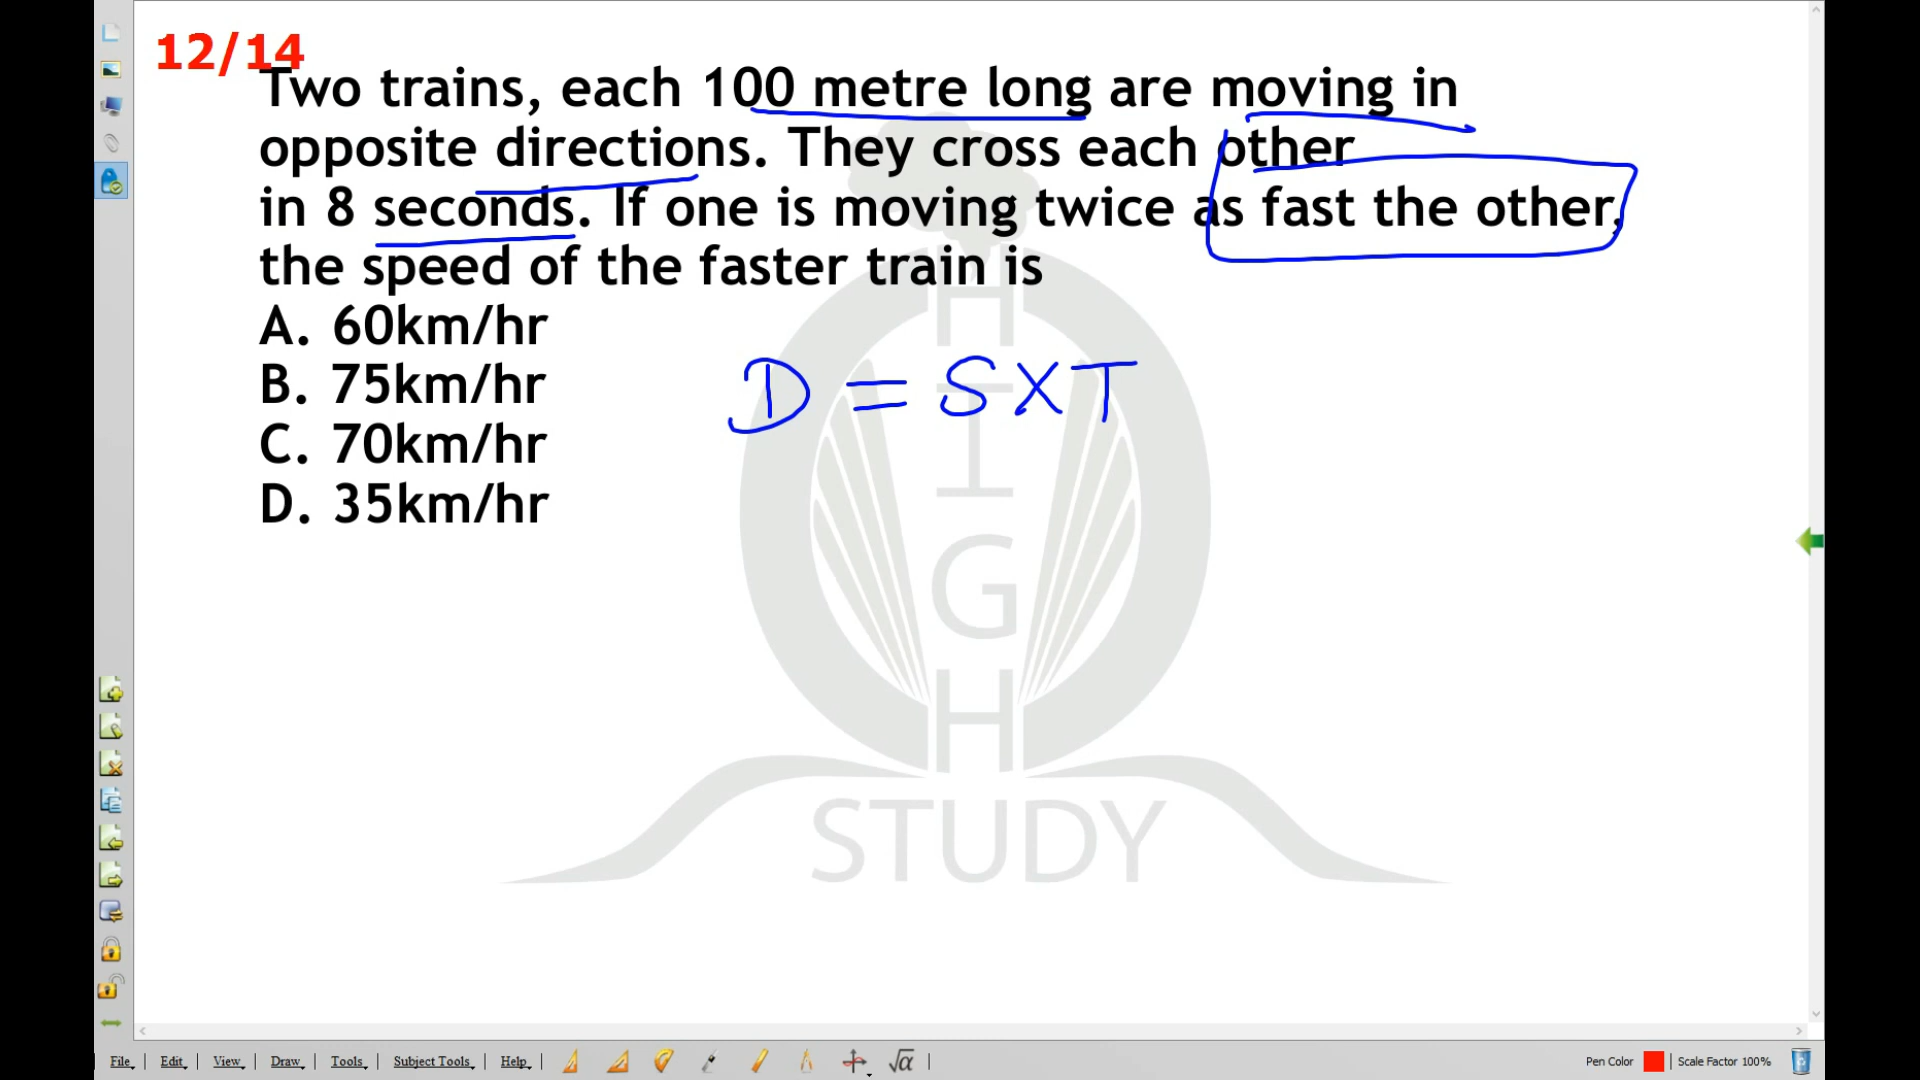 12/14
Two trains, each 100 metre long are moving in
opposite directions. They cross each other
in 8 seconds. If one is moving twice as fast the other,
the speed of the faster train is
A. 60km/hr
B. 75km/hr
C. 70km/hr
D. 35km/hr
D = S X T
H
I
G
H
STUDY
File Edit View Draw Tools Subject Tools Help √α Pen Color Scale Factor 100%